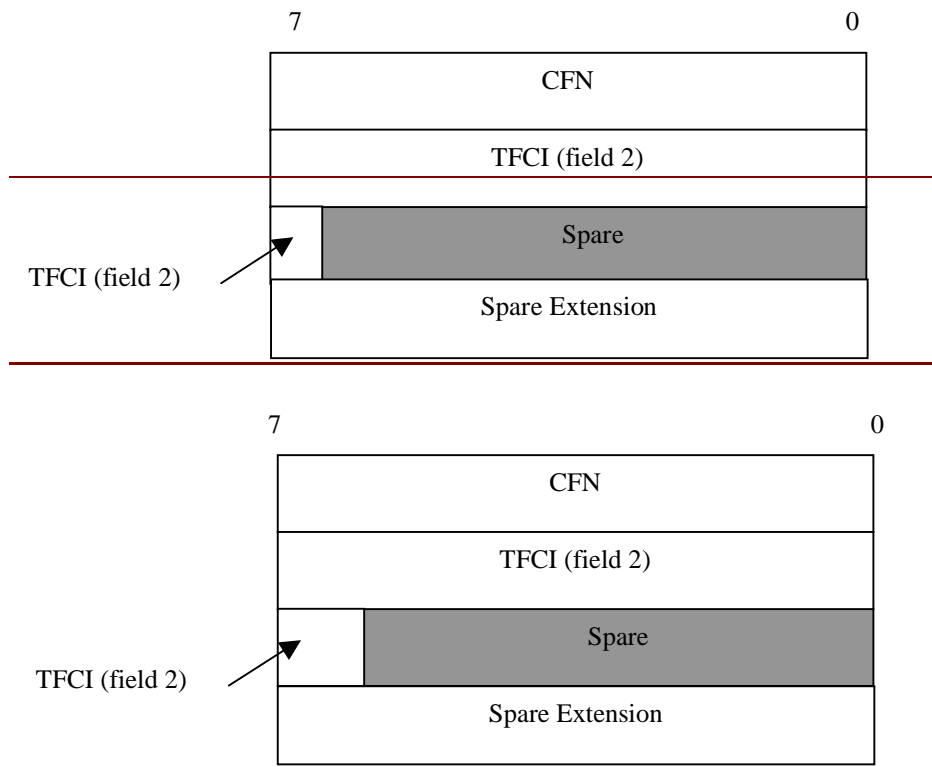 7 0
CFN
TFCI (field 2)
Spare
TFCI (field 2)
Spare Extension
7 0
CFN
TFCI (field 2)
Spare
TFCI (field 2)
Spare Extension